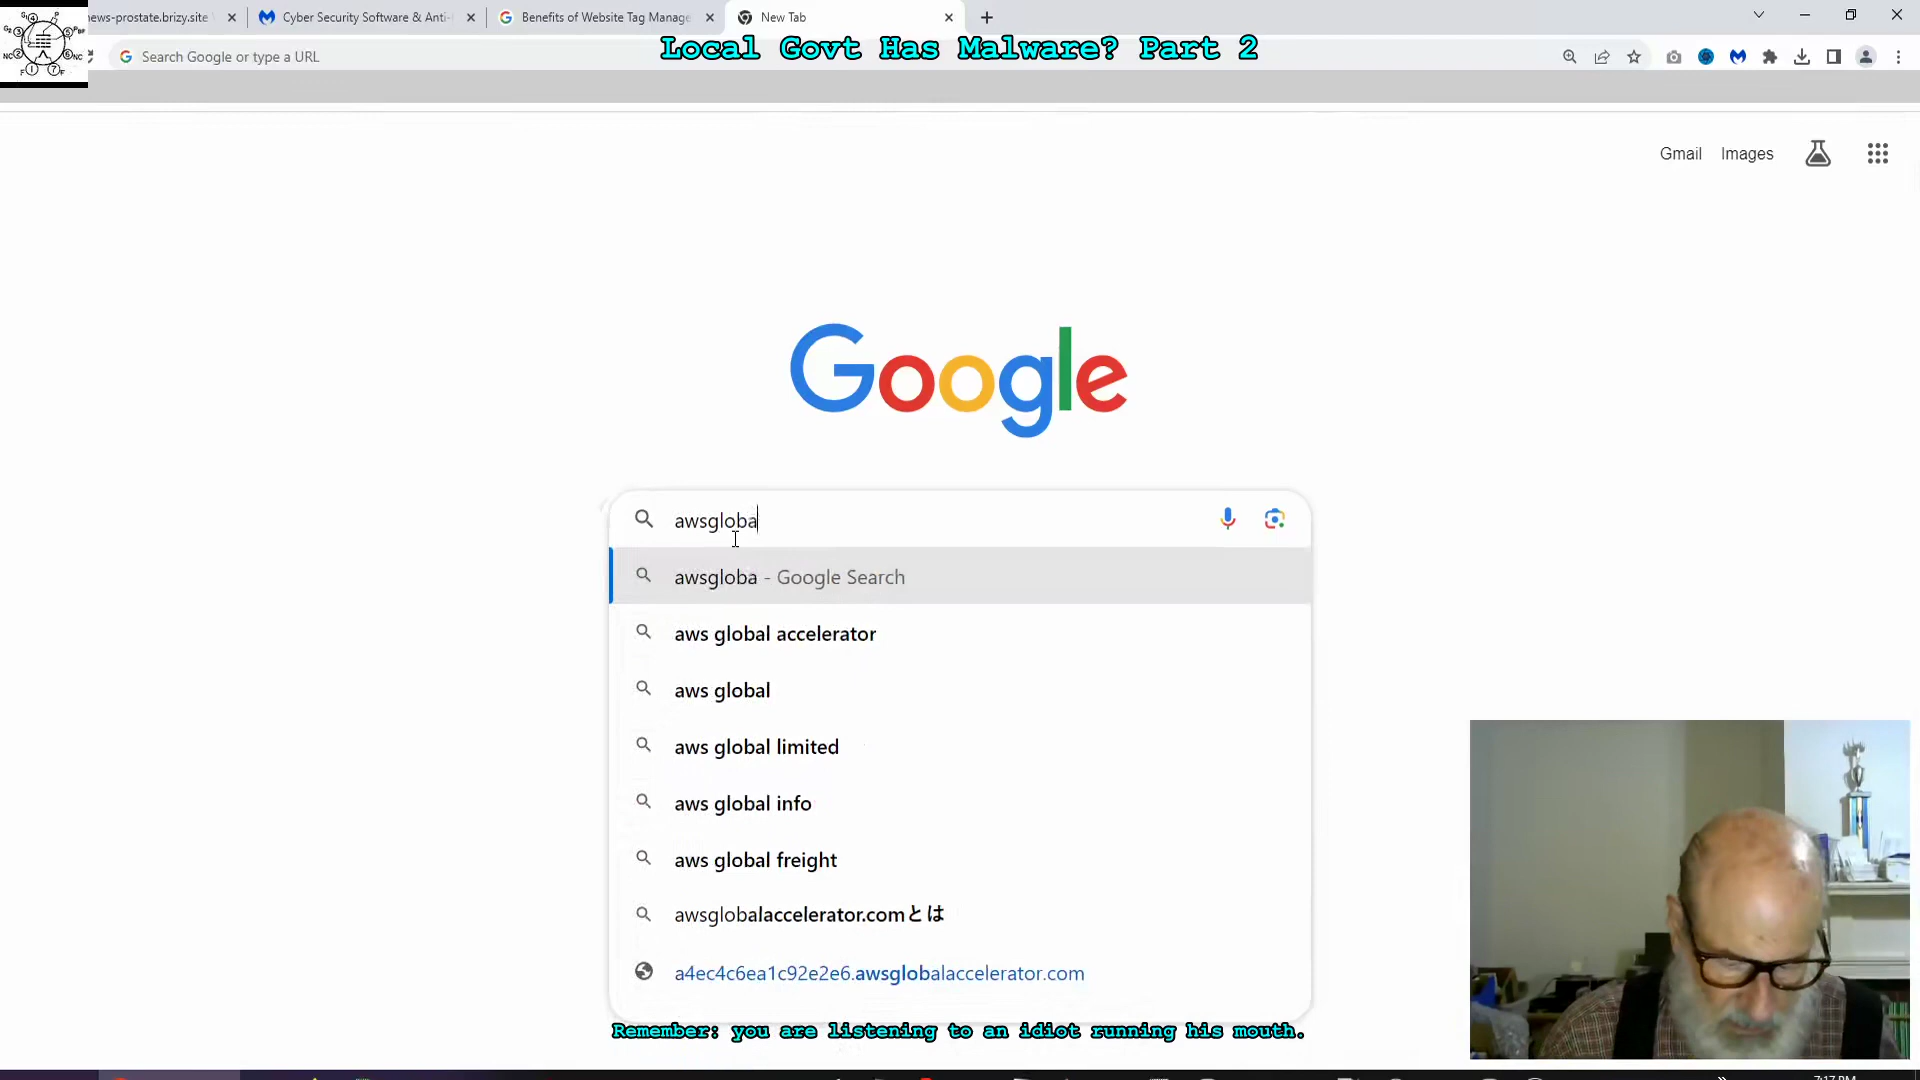 news-prostate.brizy.site
Cyber Security Software & Anti-
Benefits of Website Tag Manage
New Tab
Search Google or type a URL
Local Govt Has Malware? Part 2
Gmail
Images
Google
awsgloba
awsgloba - Google Search
aws global accelerator
aws global
aws global limited
aws global info
aws global freight
awsglobalaccelerator.comとは
a4ec4c6ea1c92e2e6.awsglobalaccelerator.com
Remember: you are listening to an idiot running his mouth.